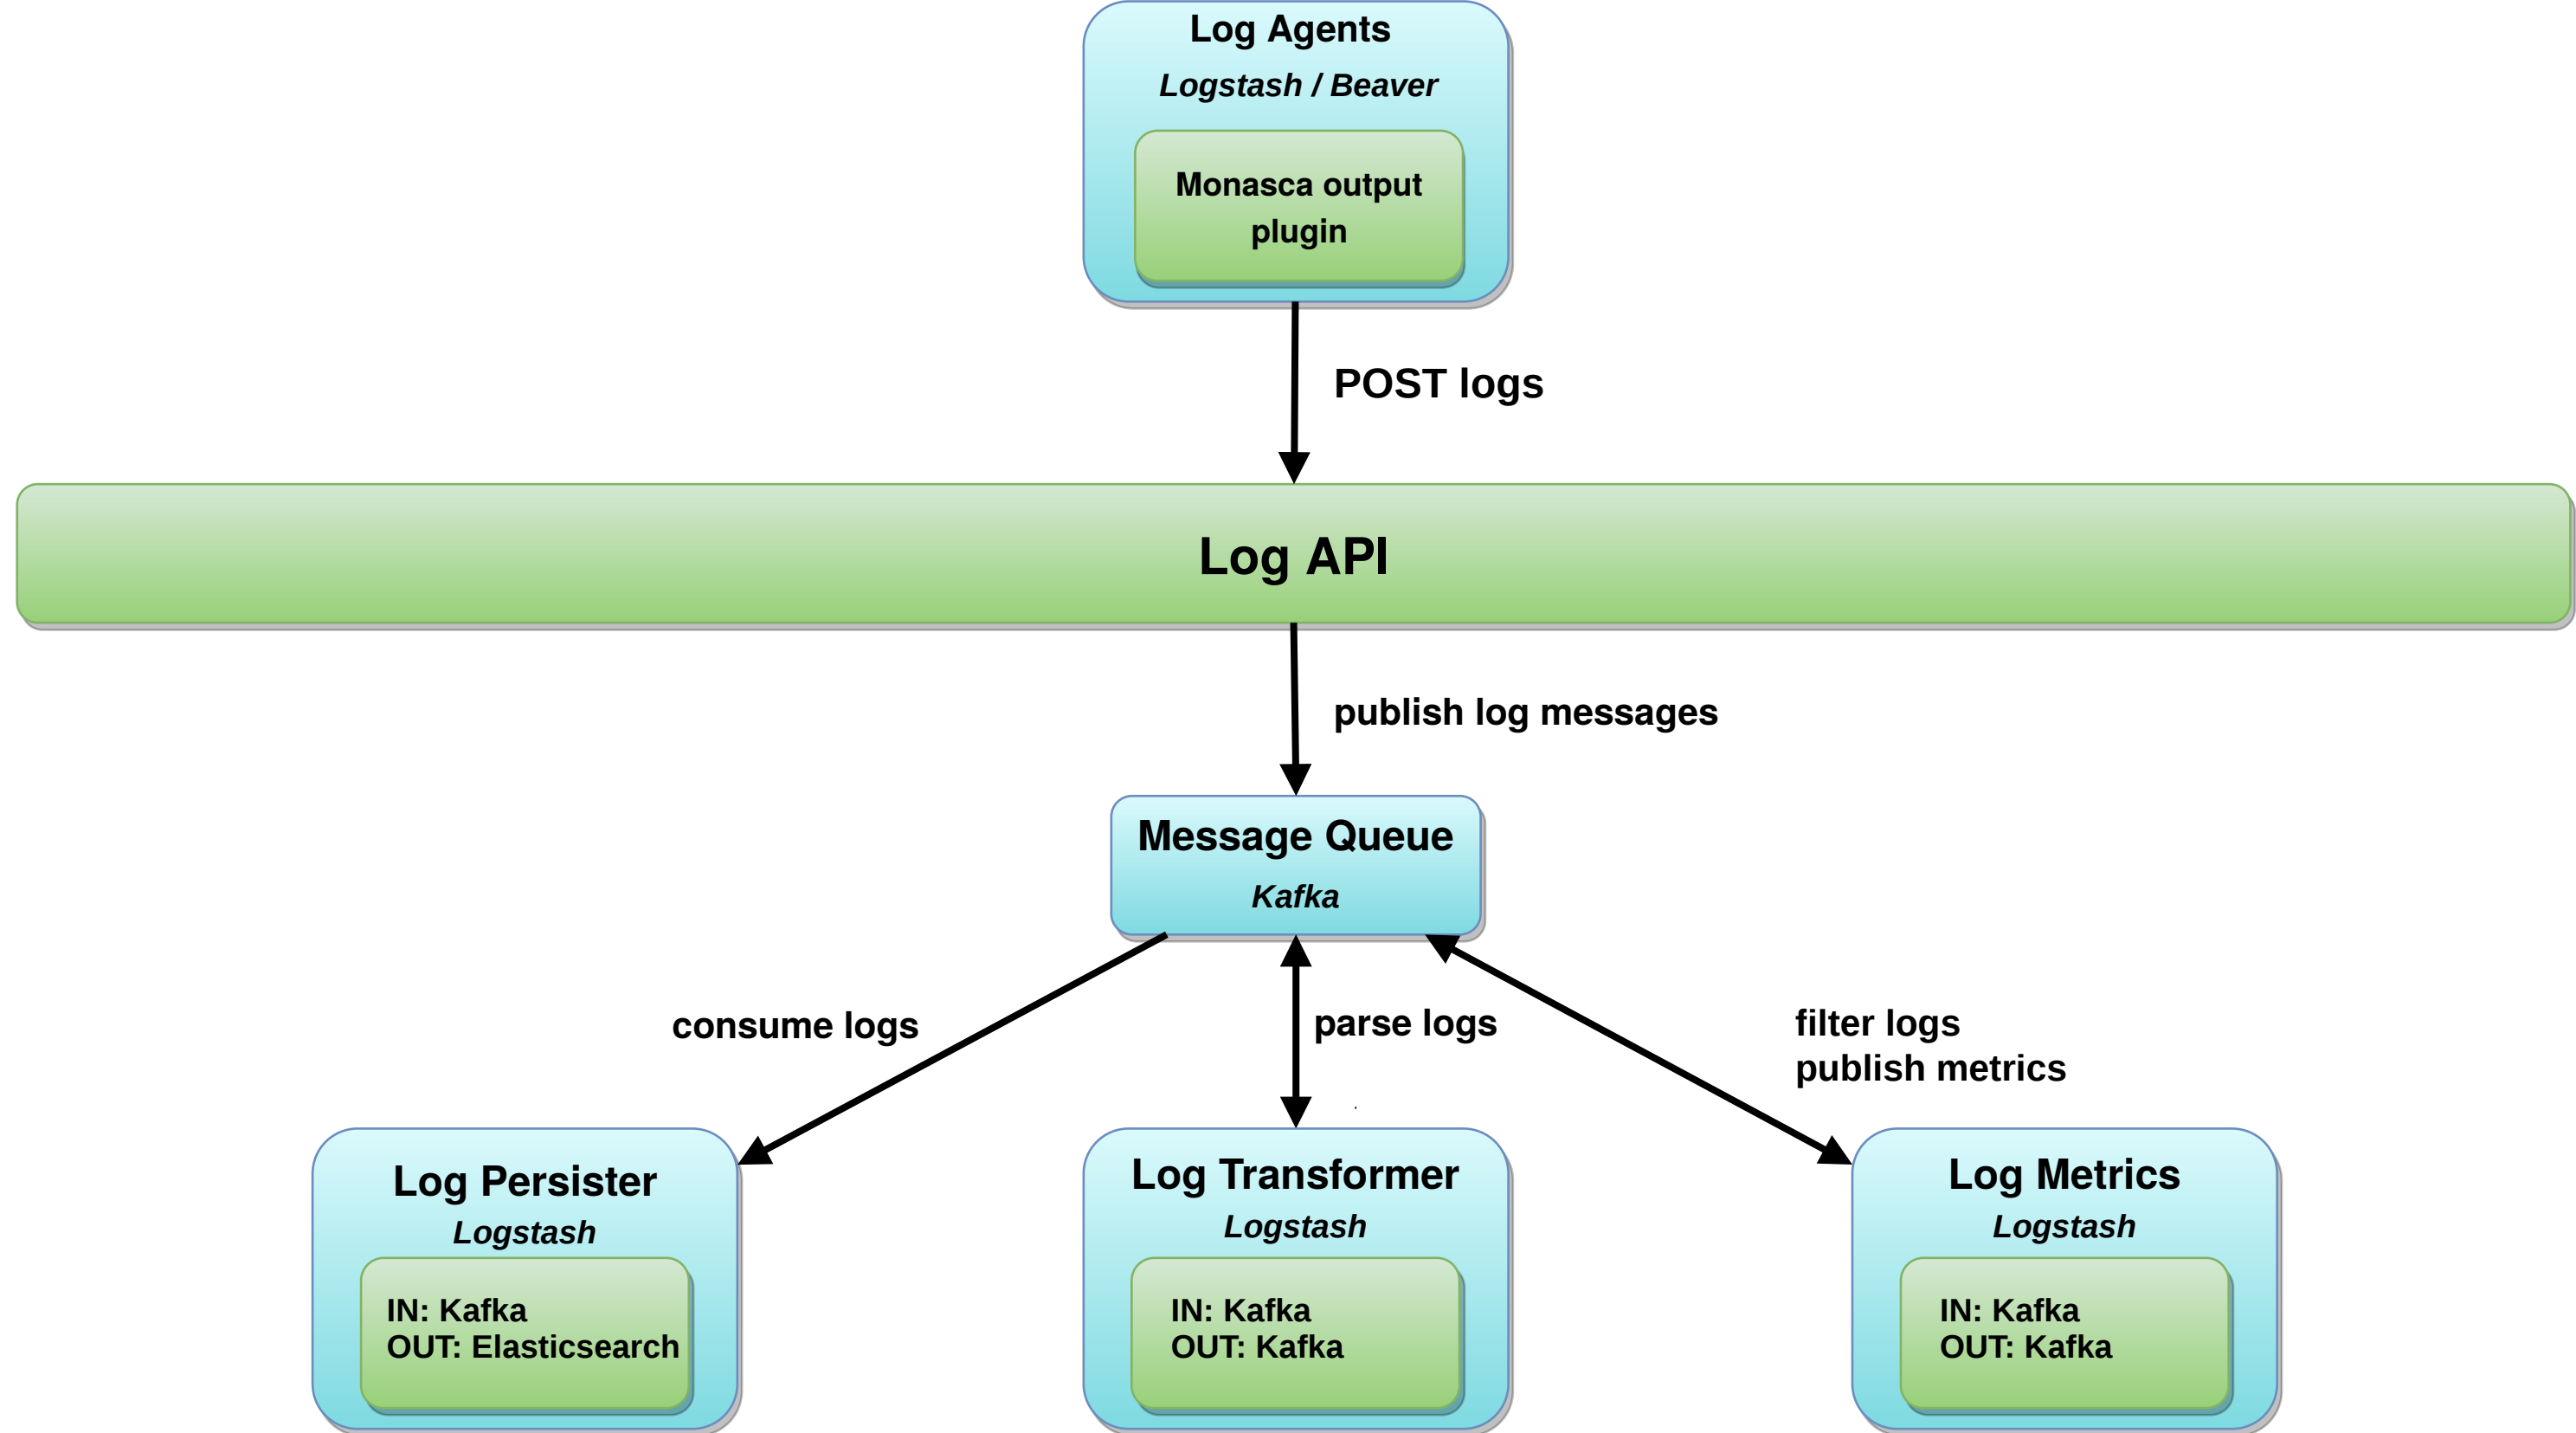 Log Agents
Logstash / Beaver
Monasca output
plugin
POST logs
Log API
publish log messages
Message Queue
Kafka
consume logs
parse logs
filter logs
publish metrics
Log Persister
Logstash
IN: Kafka
OUT: Elasticsearch
Log Transformer
Logstash
IN: Kafka
OUT: Kafka
Log Metrics
Logstash
IN: Kafka
OUT: Kafka